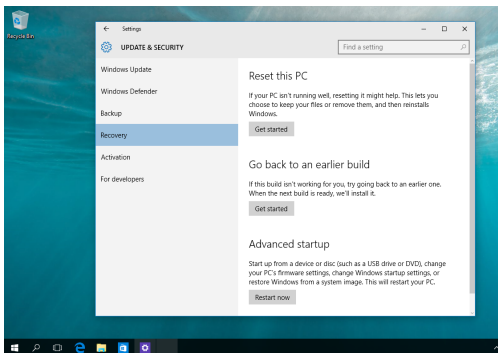 Recycle Bin
Settings
UPDATE & SECURITY
Find a setting
Windows Update
Windows Defender
Backup
Recovery
Activation
For developers
Reset this PC
If your PC isn't running well, resetting it might help. This lets you
choose to keep your files or remove them, and then reinstalls
Windows.
Get started
Go back to an earlier build
If this build isn't working for you, try going back to an earlier one.
When the next build is ready, we'll install it.
Get started
Advanced startup
Start up from a device or disc (such as a USB drive or DVD), change
your PC's firmware settings, change Windows startup settings, or
restore Windows from a system image. This will restart your PC.
Restart now